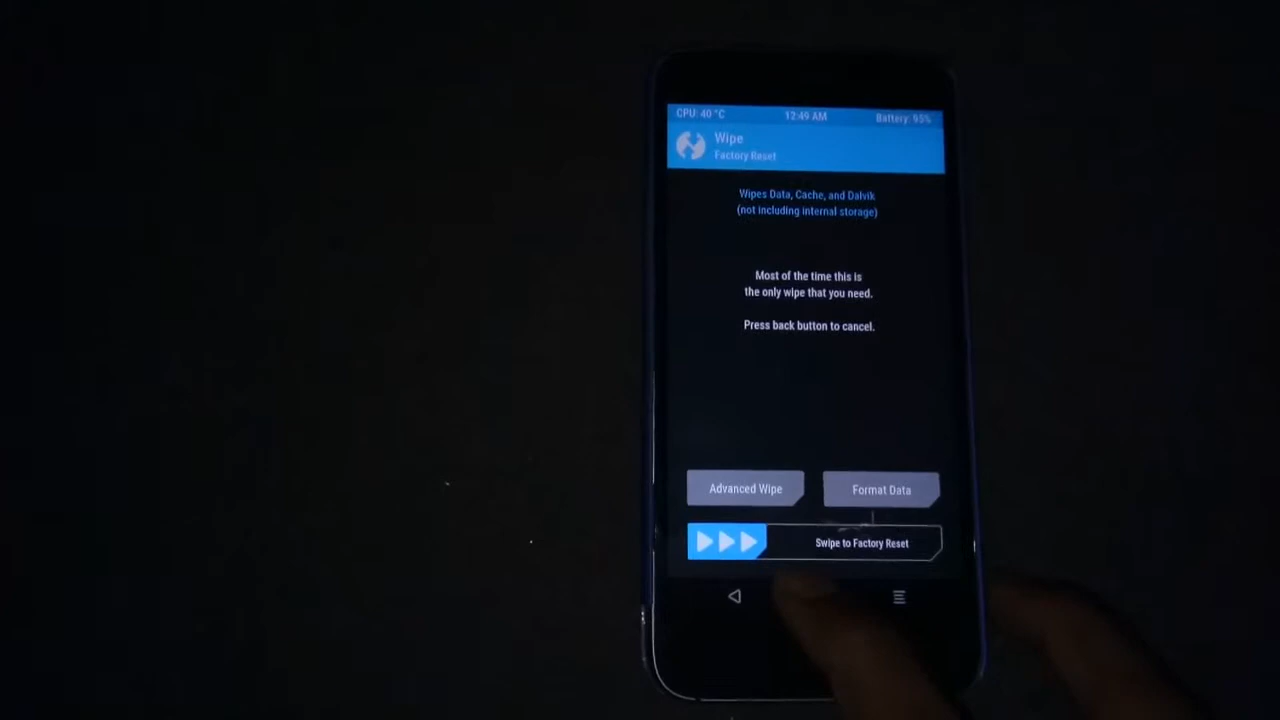 CPU: 40 °C 12:49 AM Battery: 95%
Wipe
Factory Reset
Wipes Data, Cache, and Dalvik
(not including internal storage)
Most of the time this is
the only wipe that you need.
Press back button to cancel.
Advanced Wipe Format Data
Swipe to Factory Reset